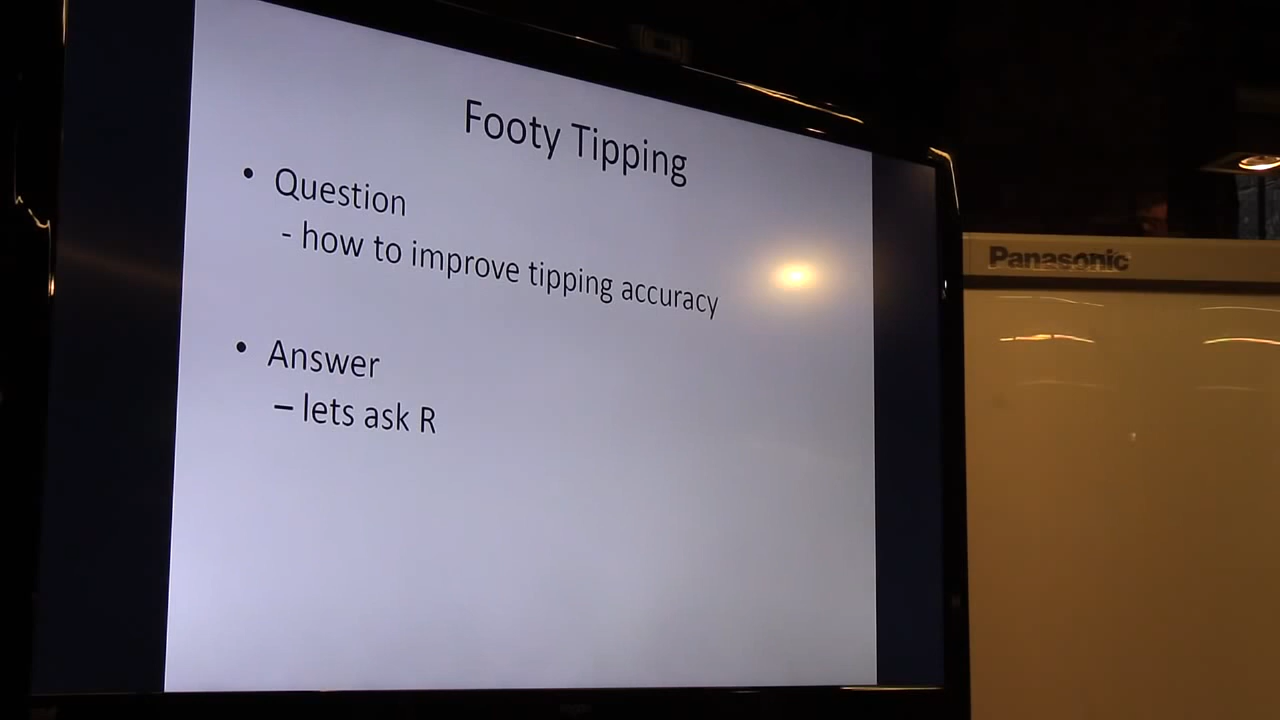 Footy Tipping
• Question
- how to improve tipping accuracy
• Answer
– lets ask R
Panasonic